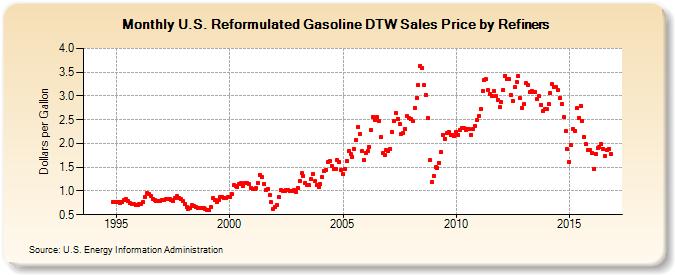 Monthly U.S. Reformulated Gasoline DTW Sales Price by Refiners
Dollars per Gallon
4.0
3.5
3.0
2.5
2.0
1.5
1.0
0.5
1995 2000 2005 2010 2015
Source: U.S. Energy Information Administration